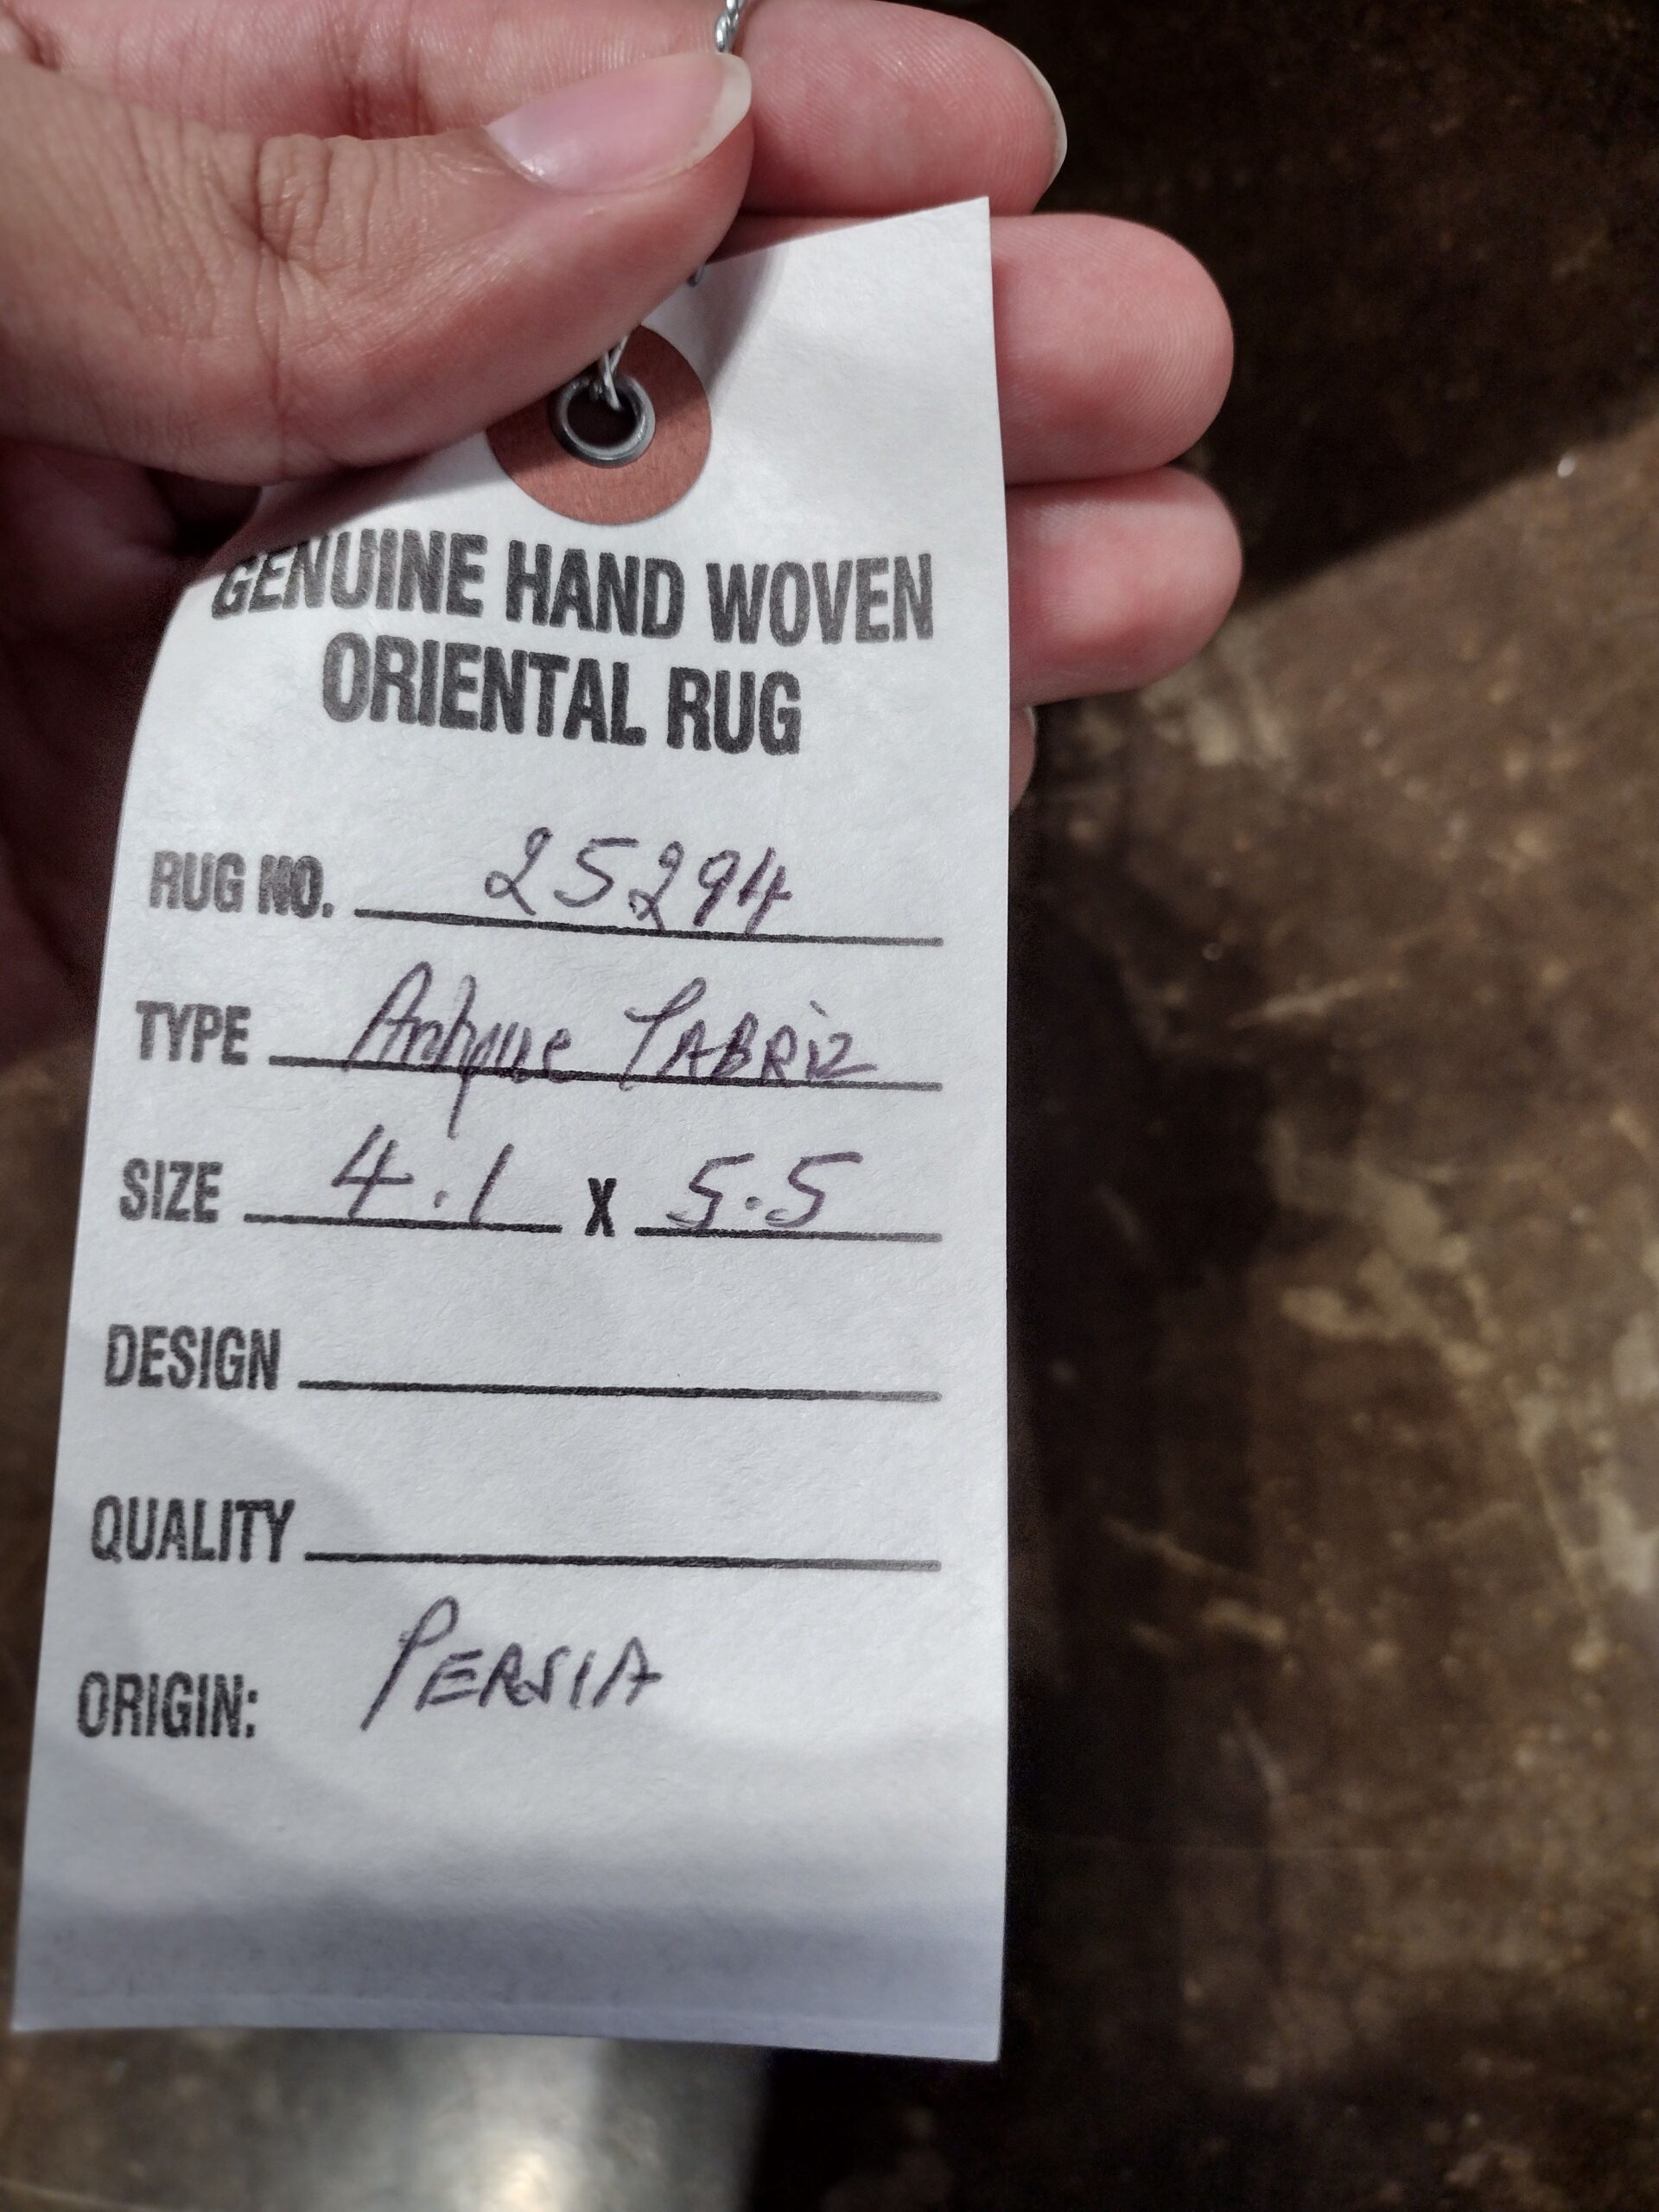 GENUINE HAND WOVEN
ORIENTAL RUG
RUG NO. 25294
TYPE Antique TABRIZ
SIZE 4.1 X 5.5
DESIGN
QUALITY
ORIGIN: PERSIA